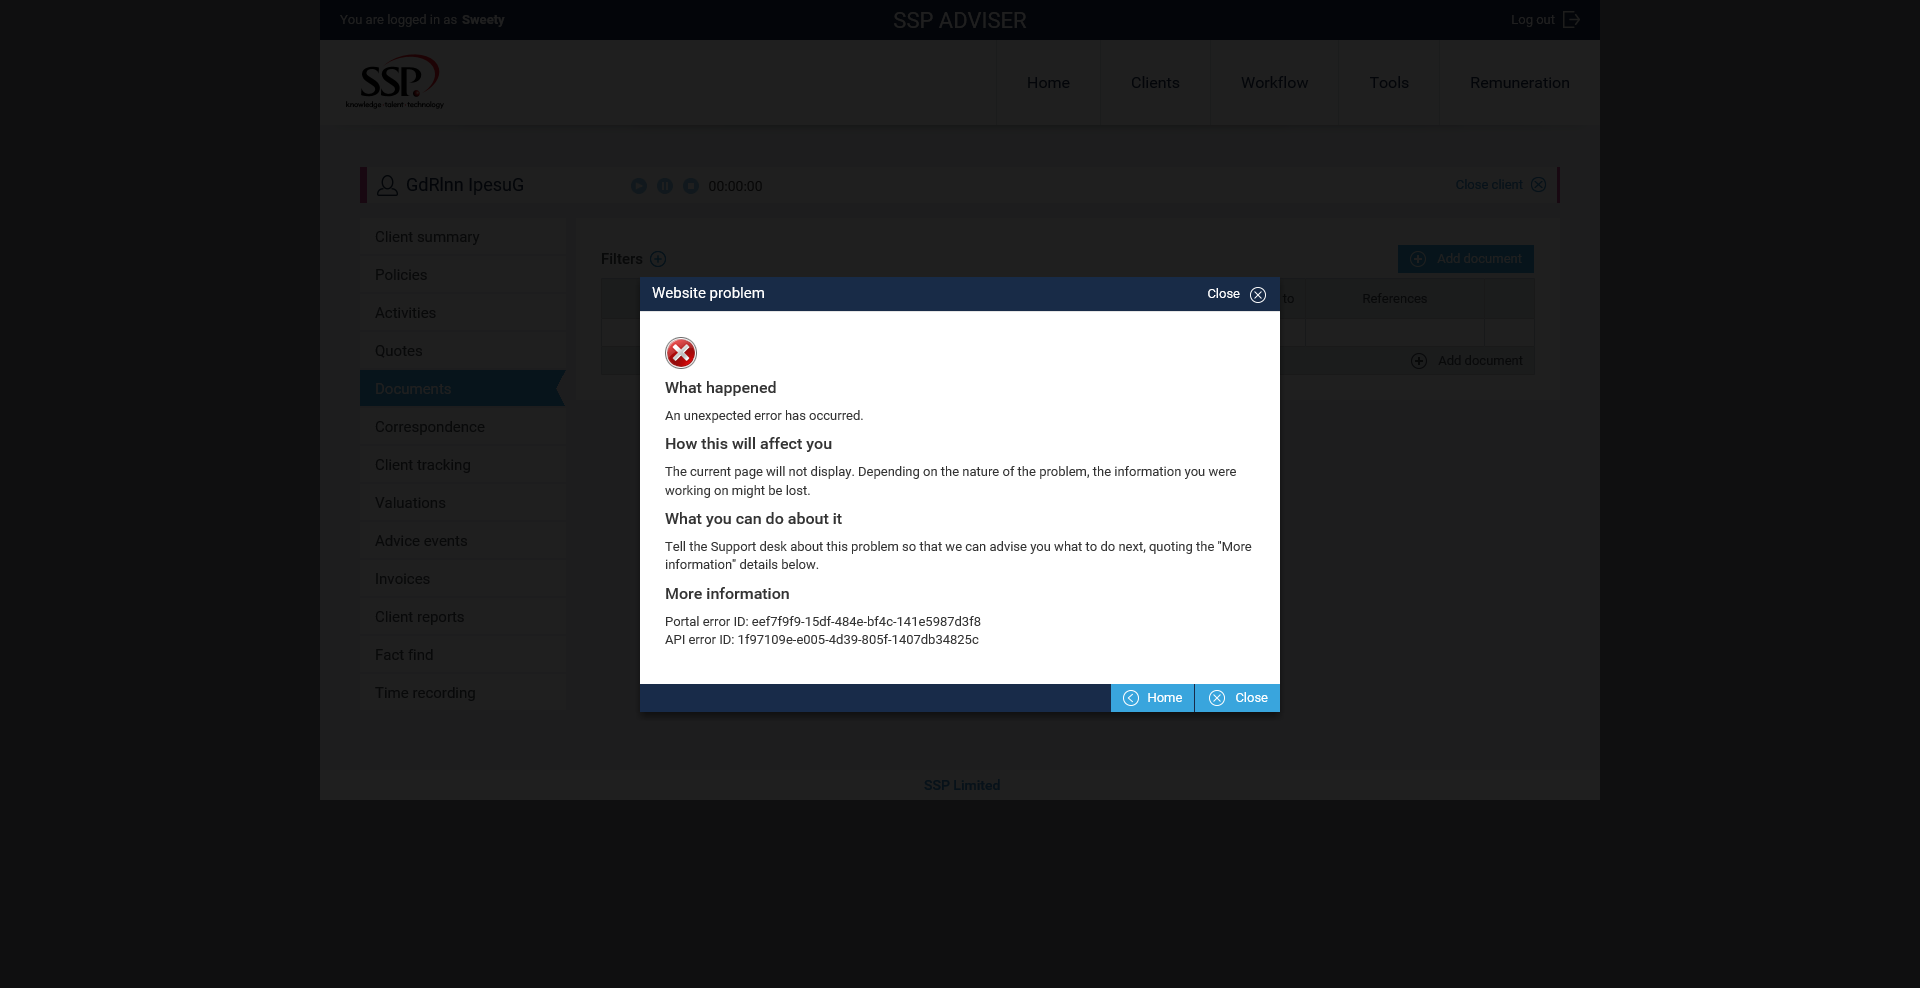 You are logged in as Sweety
SSP ADVISER
Log out
SSP
knowledge·talent·technology
Home
Clients
Workflow
Tools
Remuneration
GdRlnn IpesuG
00:00:00
Close client
Client summary
Policies
Activities
Quotes
Documents
Correspondence
Client tracking
Valuations
Advice events
Invoices
Client reports
Fact find
Time recording
Filters
Add document
to
References
Add document
Website problem
Close
What happened
An unexpected error has occurred.
How this will affect you
The current page will not display. Depending on the nature of the problem, the information you were
working on might be lost.
What you can do about it
Tell the Support desk about this problem so that we can advise you what to do next, quoting the "More
information" details below.
More information
Portal error ID: eef7f9f9-15df-484e-bf4c-141e5987d3f8
API error ID: 1f97109e-e005-4d39-805f-1407db34825c
Home
Close
SSP Limited